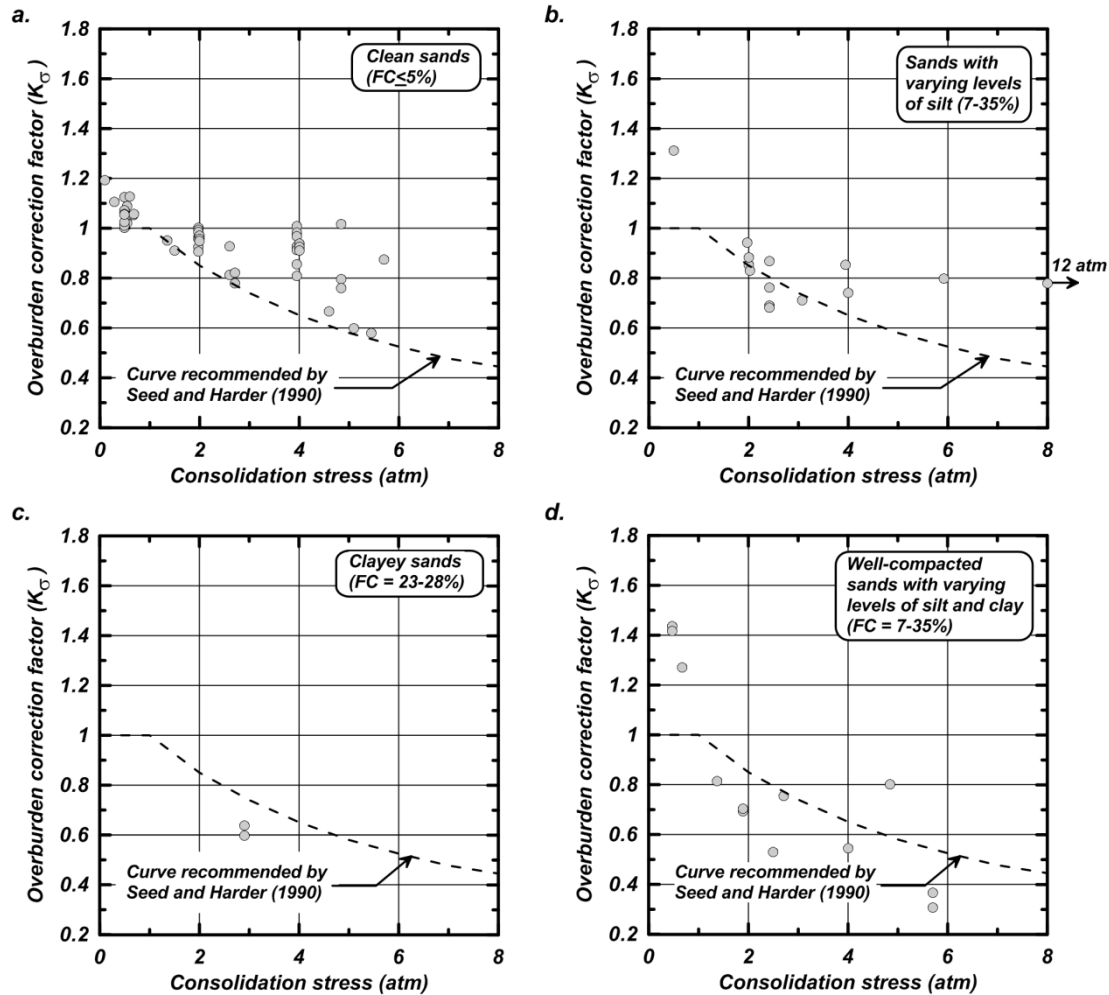 a.
Overburden correction factor (Kσ)
1.8
1.6
1.4
1.2
1
0.8
0.6
0.4
0.2
Clean sands
(FC≤5%)
Curve recommended by
Seed and Harder (1990)
0 2 4 6 8
Consolidation stress (atm)
b.
Overburden correction factor (Kσ)
1.8
1.6
1.4
1.2
1
0.8
0.6
0.4
0.2
Sands with
varying levels
of silt (7-35%)
12 atm
Curve recommended by
Seed and Harder (1990)
0 2 4 6 8
Consolidation stress (atm)
c.
Overburden correction factor (Kσ)
1.8
1.6
1.4
1.2
1
0.8
0.6
0.4
0.2
Clayey sands
(FC = 23-28%)
Curve recommended by
Seed and Harder (1990)
0 2 4 6 8
Consolidation stress (atm)
d.
Overburden correction factor (Kσ)
1.8
1.6
1.4
1.2
1
0.8
0.6
0.4
0.2
Well-compacted
sands with varying
levels of silt and clay
(FC = 7-35%)
Curve recommended by
Seed and Harder (1990)
0 2 4 6 8
Consolidation stress (atm)